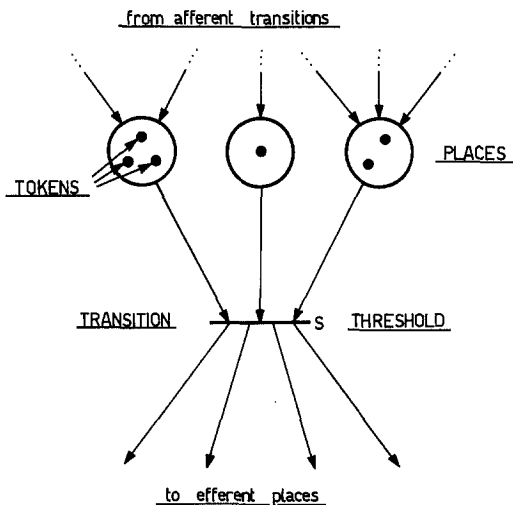 from afferent transitions
PLACES
TOKENS
TRANSITION
S
THRESHOLD
to efferent places